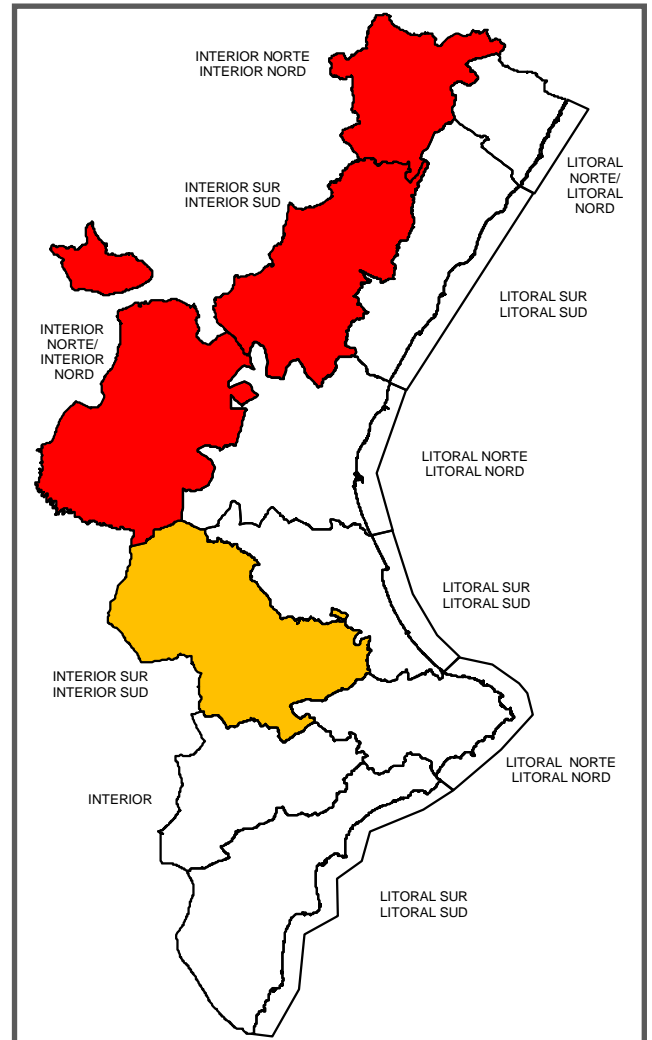 INTERIOR NORTE
INTERIOR NORD
LITORAL
NORTE/
LITORAL
NORD
INTERIOR SUR
INTERIOR SUD
LITORAL SUR
LITORAL SUD
INTERIOR
NORTE/
INTERIOR
NORD
LITORAL NORTE
LITORAL NORD
LITORAL SUR
LITORAL SUD
INTERIOR SUR
INTERIOR SUD
LITORAL NORTE
LITORAL NORD
INTERIOR
LITORAL SUR
LITORAL SUD